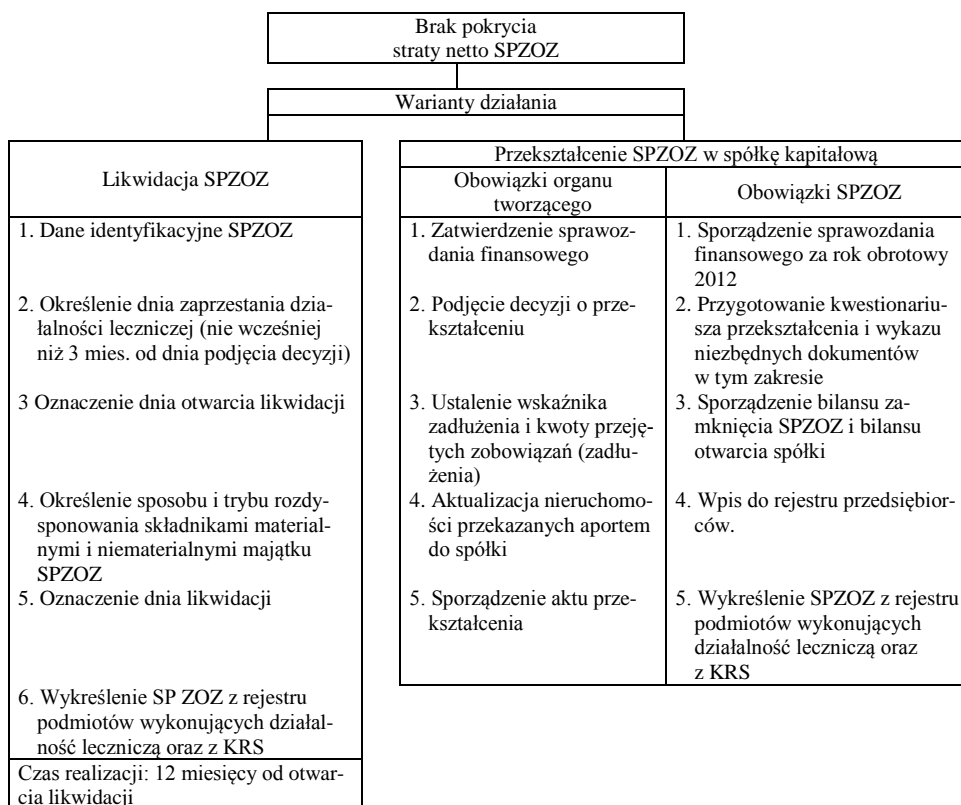 Brak pokrycia
straty netto SPZOZ
Warianty działania
Likwidacja SPZOZ
1. Dane identyfikacyjne SPZOZ
2. Określenie dnia zaprzestania dzia-
łalności leczniczej (nie wcześniej
niż 3 mies. od dnia podjęcia decyzji)
3 Oznaczenie dnia otwarcia likwidacji
4. Określenie sposobu i trybu rozdy-
sponowania składnikami material-
nymi i niematerialnymi majątku
SPZOZ
5. Oznaczenie dnia likwidacji
6. Wykreślenie SP ZOZ z rejestru
podmiotów wykonujących działal-
ność leczniczą oraz z KRS
Czas realizacji: 12 miesięcy od otwar-
cia likwidacji
Przekształcenie SPZOZ w spółkę kapitałową
Obowiązki organu
tworzącego
1. Zatwierdzenie sprawoz-
dania finansowego
2. Podjęcie decyzji o prze-
kształceniu
3. Ustalenie wskaźnika
zadłużenia i kwoty przeję-
tych zobowiązań (zadłu-
żenia)
4. Aktualizacja nieruchomo-
ści przekazanych aportem
do spółki
5. Sporządzenie aktu prze-
kształcenia
Obowiązki SPZOZ
1. Sporządzenie sprawozdania
finansowego za rok obrotowy
2012
2. Przygotowanie kwestionariu-
sza przekształcenia i wykazu
niezbędnych dokumentów
w tym zakresie
3. Sporządzenie bilansu za-
mknięcia SPZOZ i bilansu
otwarcia spółki
4. Wpis do rejestru przedsiębior-
ców.
5. Wykreślenie SPZOZ z rejestru
podmiotów wykonujących
działalność leczniczą oraz
z KRS